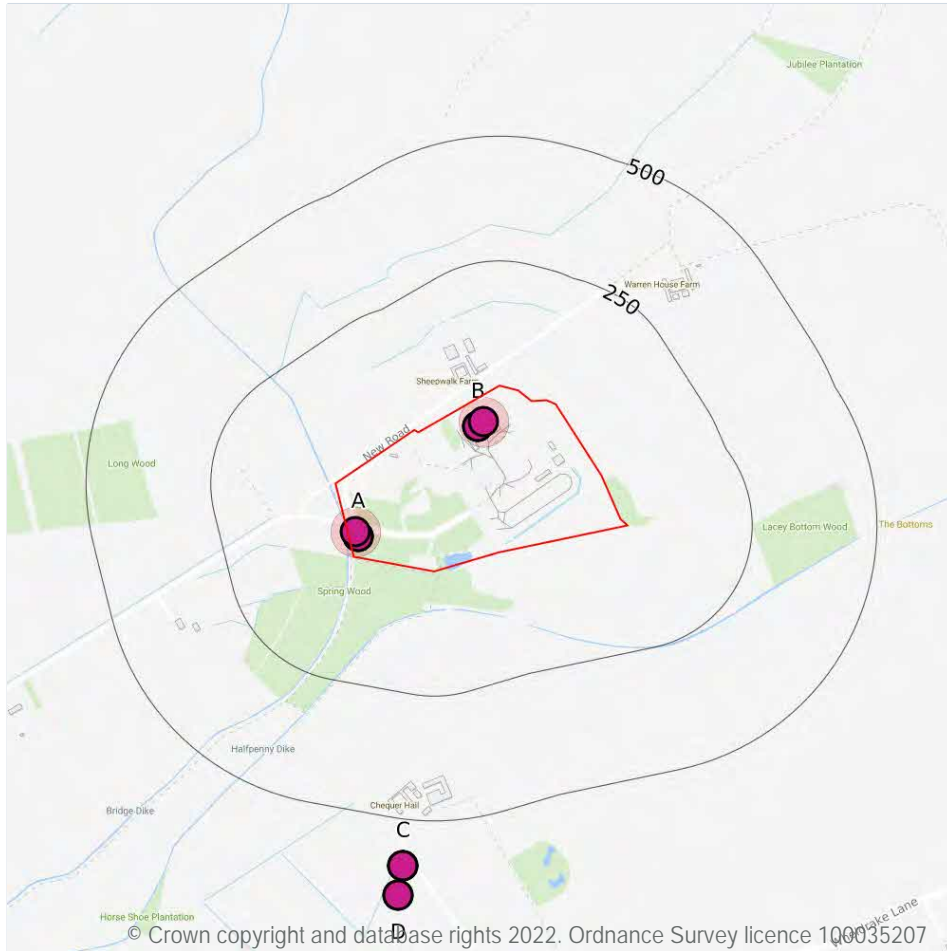 Jubilee Plantation
500
Warren House Farm
250
Sheepwalk Farm
B
New Road
Long Wood
A
Lacey Bottom Wood
The Bottoms
Spring Wood
Halfpenny Dike
Chequer Hall
Bridge Dike
C
Horse Shoe Plantation
D
© Crown copyright and database rights 2022. Ordnance Survey licence 100035207